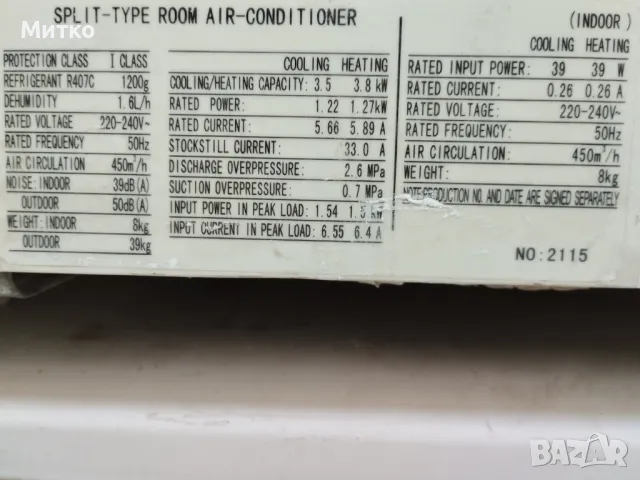 Митко
SPLIT-TYPE ROOM AIR-CONDITIONER
PROTECTION CLASS I CLASS
REFRIGERANT R407C 1200g
DEHUMIDITY 1.6L/h
RATED VOLTAGE 220-240V~
RATED FREQUENCY 50Hz
AIR CIRCULATION 450m³/h
NOISE: INDOOR 39dB(A)
OUTDOOR 50dB(A)
WEIGHT: INDOOR 8kg
OUTDOOR 39kg
COOLING HEATING
COOLING/HEATING CAPACITY: 3.5 3.8 kW
RATED POWER: 1.22 1.27kW
RATED CURRENT: 5.66 5.89 A
STOCKSTILL CURRENT: 33.0 A
DISCHARGE OVERPRESSURE: 2.6 MPa
SUCTION OVERPRESSURE: 0.7 MPa
INPUT POWER IN PEAK LOAD: 1.54 kW
INPUT CURRENT IN PEAK LOAD: 6.55 6.4 A
(INDOOR)
COOLING HEATING
RATED INPUT POWER: 39 39 W
RATED CURRENT: 0.26 0.26 A
RATED VOLTAGE: 220-240V~
RATED FREQUENCY: 50Hz
AIR CIRCULATION: 450m³/h
WEIGHT: 8kg
NOTE:PRODUCTION NO. AND DATE ARE SIGNED SEPARATELY
NO:2115
BAZAR